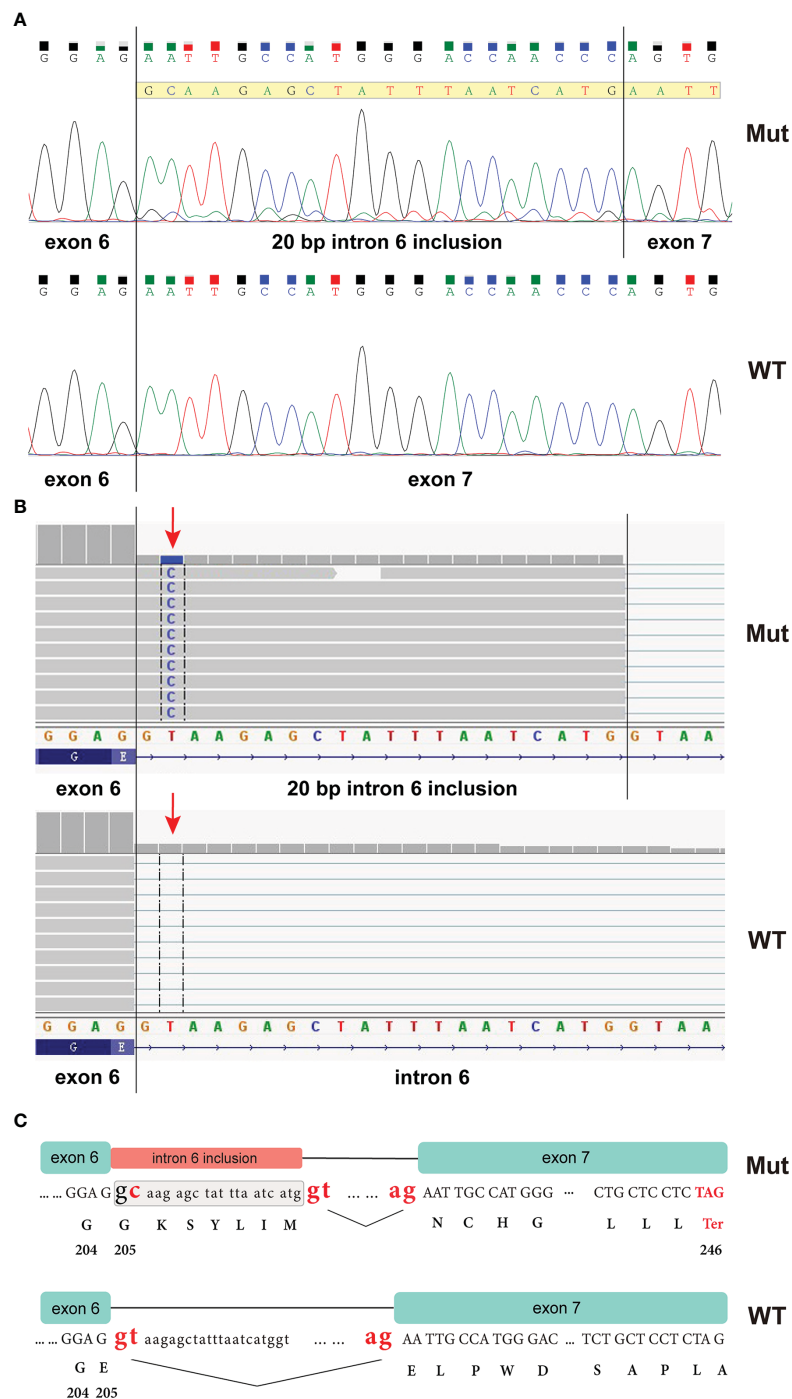 A
G G A G A A T T G C C A T G G G A C C A A C C C A G T G
G C A A G A G C T A T T T A A T C A T G A A T T
Mut
exon 6 20 bp intron 6 inclusion exon 7
G G A G A A T T G C C A T G G G A C C A A C C C A G T G
WT
exon 6 exon 7
B
C
C
C
C
C
C
C
C
C
C
Mut
G G A G G T A A G A G C T A T T T A A T C A T G G T A A
G E
exon 6 20 bp intron 6 inclusion
WT
G G A G G T A A G A G C T A T T T A A T C A T G G T A A
G E
exon 6 intron 6
C
exon 6 intron 6 inclusion exon 7 Mut
... ... GGA G gc aag agc tat tta atc atg gt ... ... ag AAT TGC CAT GGG ... CTG CTC CTC TAG
G G K S Y L I M N C H G L L L Ter
204 205 246
exon 6 exon 7 WT
... ... GGA G gt aagagctatttaatcatggt ... ... ag AA TTG CCA TGG GAC ... TCT GCT CCT CTA G
G E E L P W D S A P L A
204 205